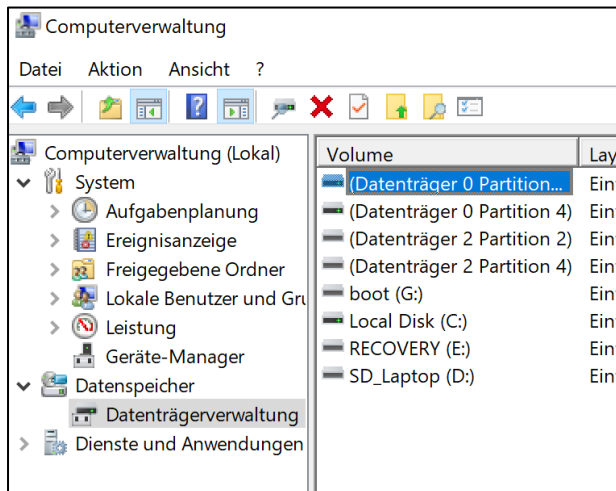 Computerverwaltung
Datei Aktion Ansicht ?
Computerverwaltung (Lokal)
System
Aufgabenplanung
Ereignisanzeige
Freigegebene Ordner
Lokale Benutzer und Gru
Leistung
Geräte-Manager
Datenspeicher
Datenträgerverwaltung
Dienste und Anwendungen
Volume Lay
(Datenträger 0 Partition... Ein
(Datenträger 0 Partition 4) Ein
(Datenträger 2 Partition 2) Ein
(Datenträger 2 Partition 4) Ein
boot (G:) Ein
Local Disk (C:) Ein
RECOVERY (E:) Ein
SD_Laptop (D:) Ein